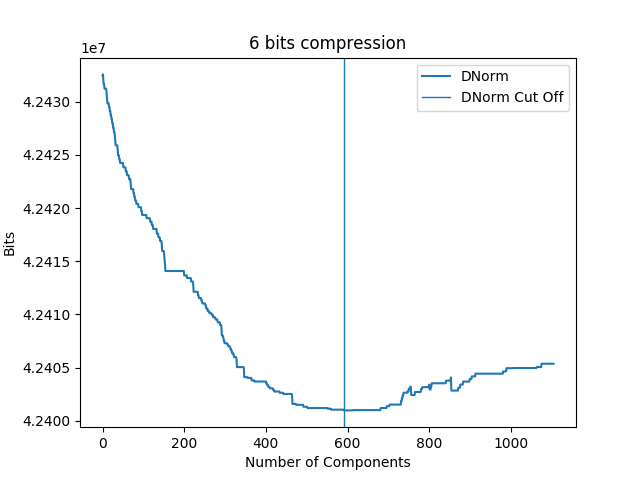 6 bits compression
1e7
DNorm
DNorm Cut Off
4.2430
4.2425
4.2420
4.2415
4.2410
4.2405
4.2400
Bits
0 200 400 600 800 1000
Number of Components